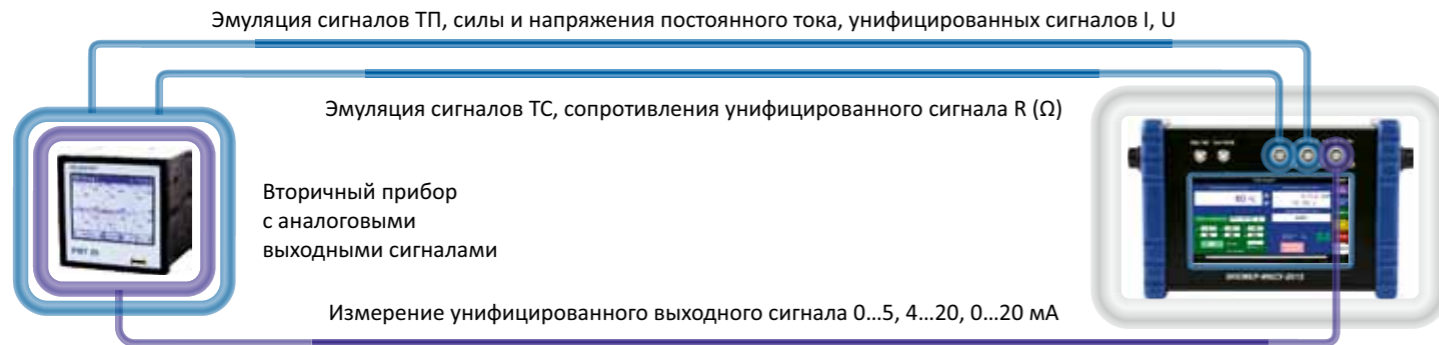 Эмуляция сигналов ТП, силы и напряжения постоянного тока, унифицированных сигналов I, U
Эмуляция сигналов ТС, сопротивления унифицированного сигнала R (Ω)
Вторичный прибор
с аналоговыми
выходными сигналами
Измерение унифицированного выходного сигнала 0...5, 4...20, 0...20 мА